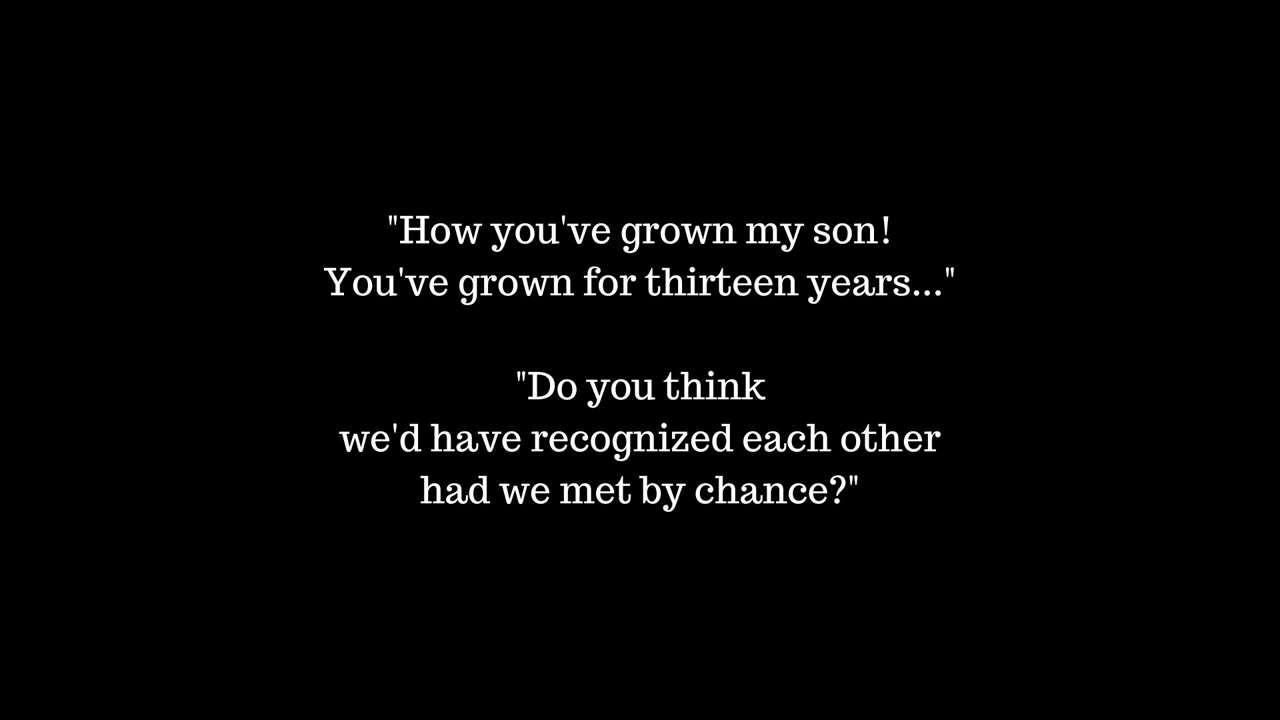 "How you've grown my son!
You've grown for thirteen years..."
"Do you think
we'd have recognized each other
had we met by chance?"